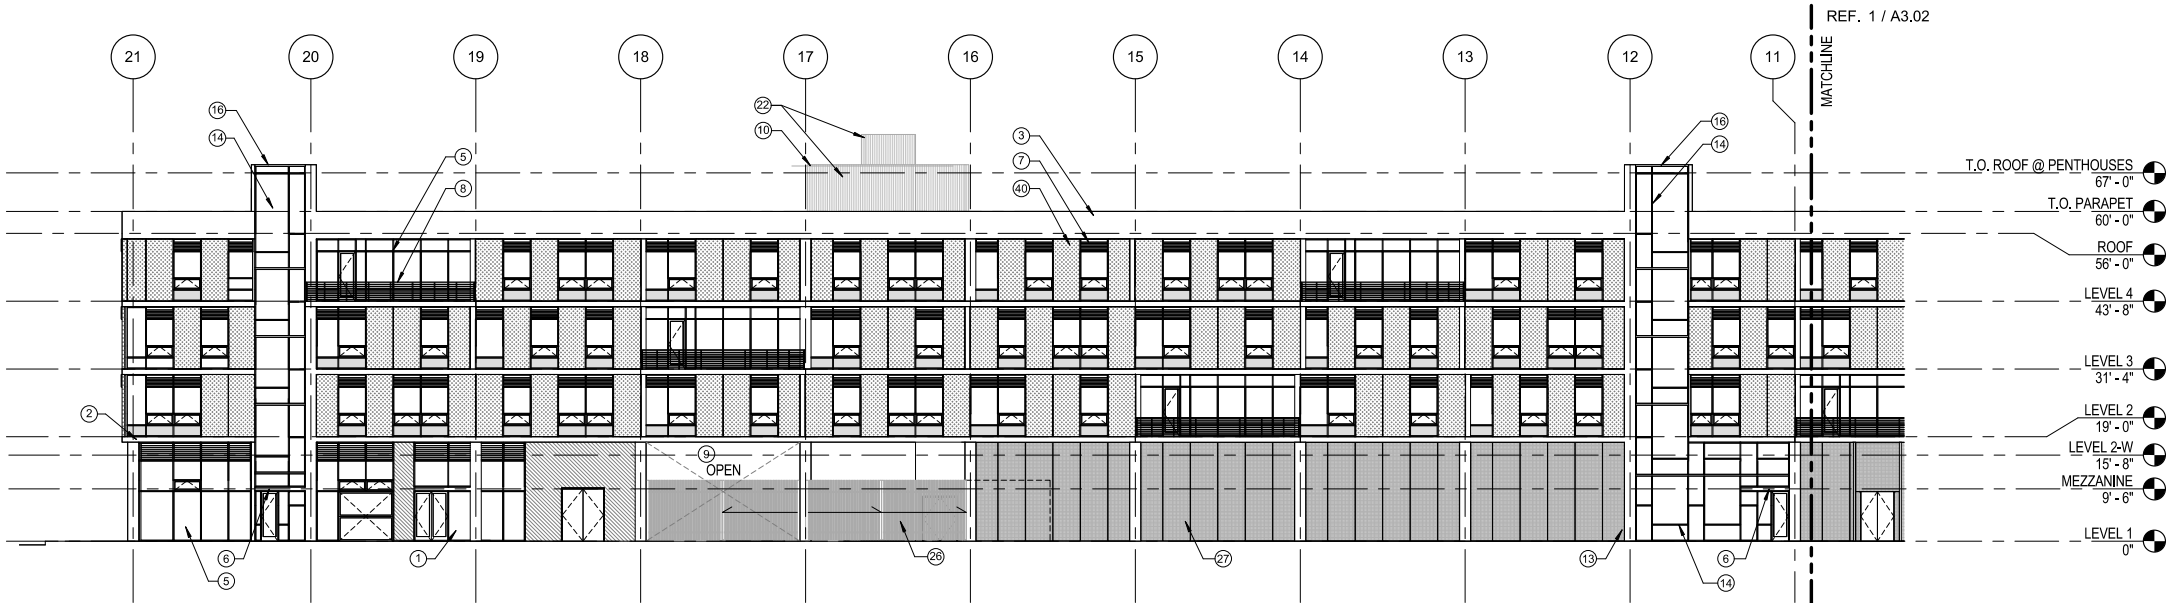 REF. 1 / A3.02
MATCHLINE
21
20
19
18
17
16
15
14
13
12
11
16
14
22
10
5
8
3
7
40
16
14
T.O. ROOF @ PENTHOUSES
67' - 0"
T.O. PARAPET
60' - 0"
ROOF
56' - 0"
LEVEL 4
43' - 8"
LEVEL 3
31' - 4"
LEVEL 2
19' - 0"
LEVEL 2-W
15' - 8"
MEZZANINE
9' - 6"
LEVEL 1
0"
2
9
OPEN
6
5
1
26
27
13
6
14